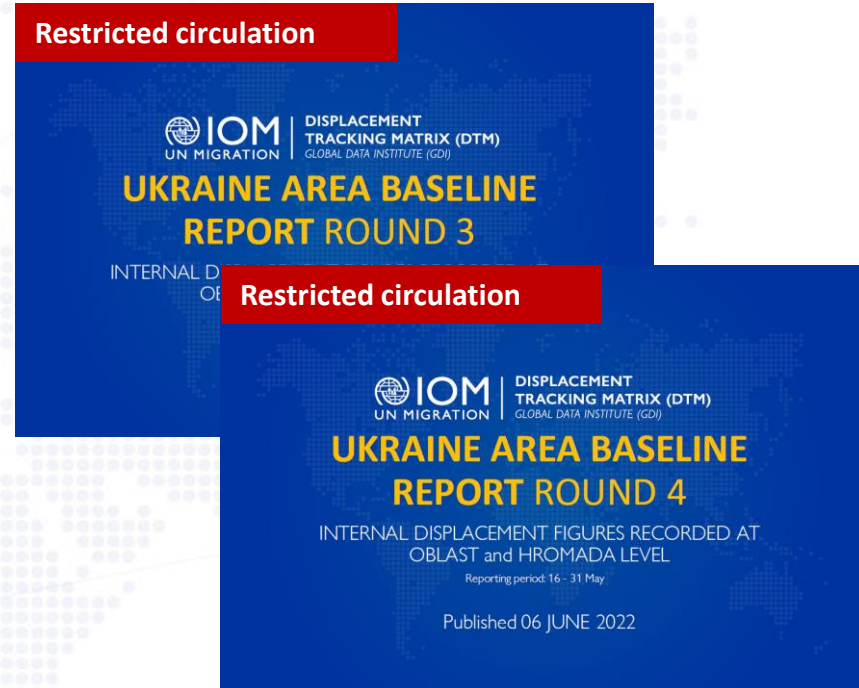 Restricted circulation
IOM
UN MIGRATION
DISPLACEMENT
TRACKING MATRIX (DTM)
GLOBAL DATA INSTITUTE (GDI)
UKRAINE AREA BASELINE
REPORT ROUND 3
INTERNAL
Restricted circulation
IOM
UN MIGRATION
DISPLACEMENT
TRACKING MATRIX (DTM)
GLOBAL DATA INSTITUTE (GDI)
UKRAINE AREA BASELINE
REPORT ROUND 4
INTERNAL DISPLACEMENT FIGURES RECORDED AT
OBLAST and HROMADA LEVEL
Reporting period: 16 - 31 May
Published 06 JUNE 2022